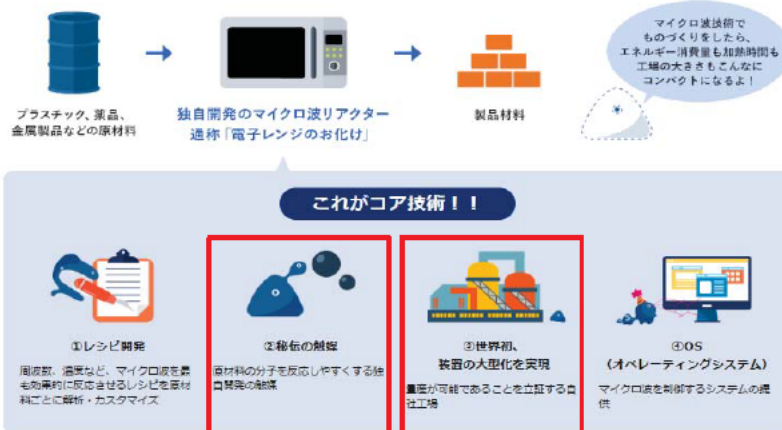 マイクロ波技術で
ものづくりをしたら、
エネルギー消費量も加熱時間も
工場の大きさもこんなに
コンパクトになるよ！
プラスチック、薬品、
金属製品などの原材料
独自開発のマイクロ波リアクター
通称「電子レンジのお化け」
製品材料
これがコア技術！！
①レシピ開発
周波数、温度など、マイクロ波を最
も効果的に反応させるレシピを原材
料ごとに解析・カスタマイズ
②秘伝の触媒
原材料の分子を反応しやすくする独
自開発の触媒
③世界初、
装置の大型化を実現
量産が可能であることを立証する自
社工場
④OS
（オペレーティングシステム）
マイクロ波を制御するシステムの提
供